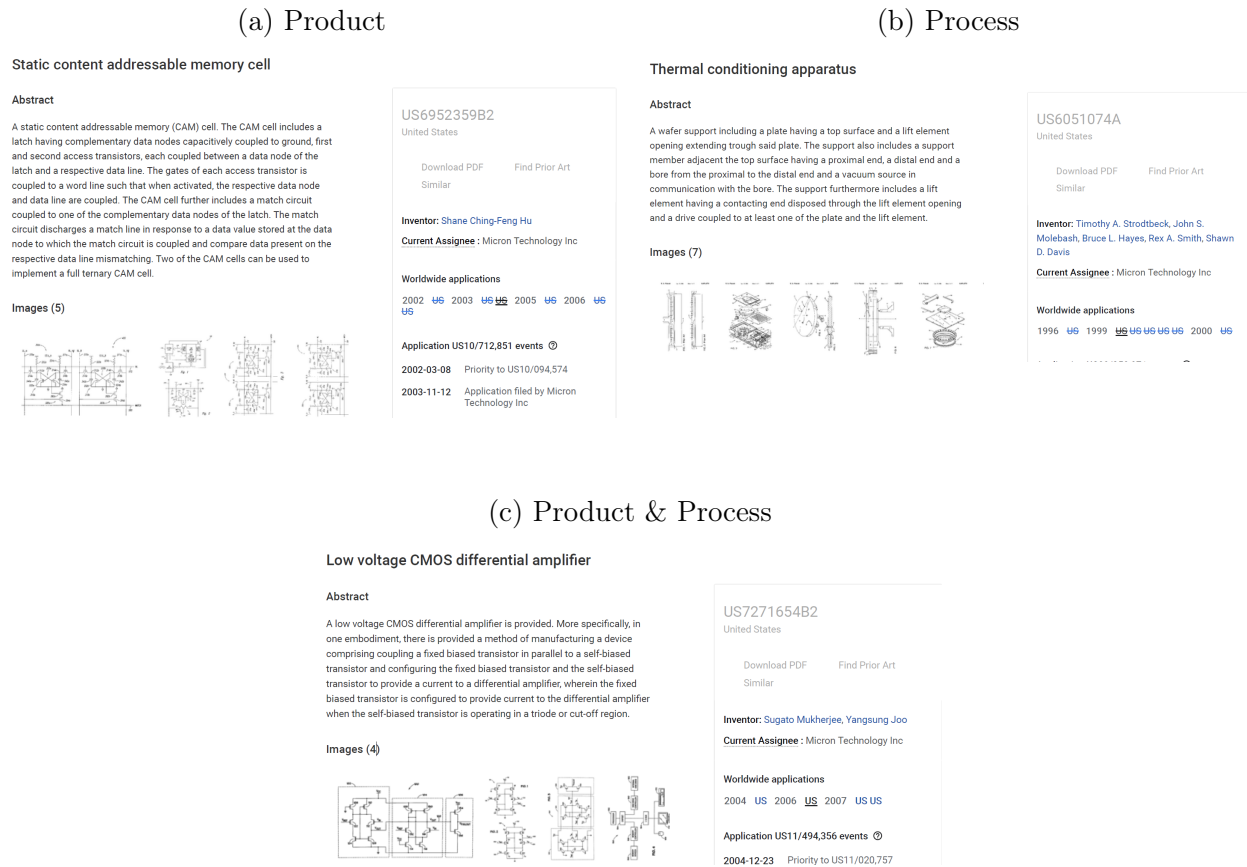 (a) Product
Static content addressable memory cell
Abstract
A static content addressable memory (CAM) cell. The CAM cell includes a
latch having complementary data nodes capacitively coupled to ground, first
and second access transistors, each coupled between a data node of the
latch and a respective data line. The gates of each access transistor is
coupled to a word line such that when activated, the respective data node
and data line are coupled. The CAM cell further includes a match circuit
coupled to one of the complementary data nodes of the latch. The match
circuit discharges a match line in response to a data value stored at the data
node to which the match circuit is coupled and compare data present on the
respective data line mismatching. Two of the CAM cells can be used to
implement a full ternary CAM cell.
Images (5)
US6952359B2
United States
Download PDF Find Prior Art
Similar
Inventor: Shane Ching-Feng Hu
Current Assignee : Micron Technology Inc
Worldwide applications
2002 US 2003 US US 2005 US 2006 US
US
Application US10/712,851 events
2002-03-08 Priority to US10/094,574
2003-11-12 Application filed by Micron
Technology Inc
(b) Process
Thermal conditioning apparatus
Abstract
A wafer support including a plate having a top surface and a lift element
opening extending trough said plate. The support also includes a support
member adjacent the top surface having a proximal end, a distal end and a
bore from the proximal to the distal end and a vacuum source in
communication with the bore. The support furthermore includes a lift
element having a contacting end disposed through the lift element opening
and a drive coupled to at least one of the plate and the lift element.
Images (7)
US6051074A
United States
Download PDF Find Prior Art
Similar
Inventor: Timothy A. Strodtbeck, John S.
Molebash, Bruce L. Hayes, Rex A. Smith, Shawn
D. Davis
Current Assignee : Micron Technology Inc
Worldwide applications
1996 US 1999 US US US US US 2000 US
(c) Product & Process
Low voltage CMOS differential amplifier
Abstract
A low voltage CMOS differential amplifier is provided. More specifically, in
one embodiment, there is provided a method of manufacturing a device
comprising coupling a fixed biased transistor in parallel to a self-biased
transistor and configuring the fixed biased transistor and the self-biased
transistor to provide a current to a differential amplifier, wherein the fixed
biased transistor is configured to provide current to the differential amplifier
when the self-biased transistor is operating in a triode or cut-off region.
Images (4)
US7271654B2
United States
Download PDF Find Prior Art
Similar
Inventor: Sugato Mukherjee, Yangsung Joo
Current Assignee : Micron Technology Inc
Worldwide applications
2004 US 2006 US 2007 US US
Application US11/494,356 events
2004-12-23 Priority to US11/020,757